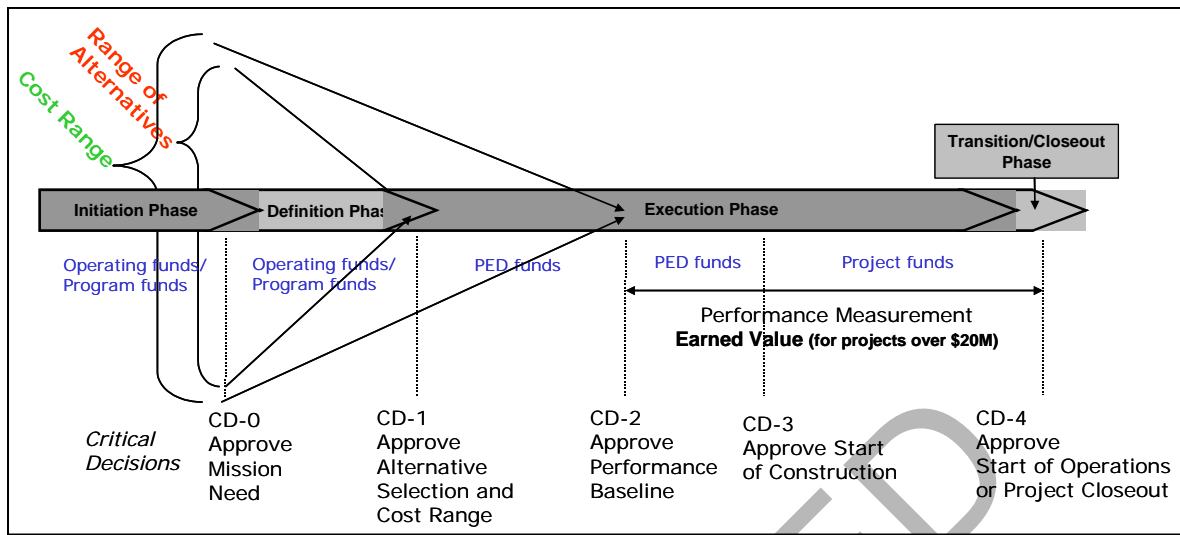 Cost Range
Range of
Alternatives
Transition/Closeout
Phase
Initiation Phase
Definition Phas
Execution Phase
Operating funds/
Program funds
Operating funds/
Program funds
PED funds
PED funds
Project funds
Performance Measurement
Earned Value (for projects over $20M)
Critical
Decisions
CD-0
Approve
Mission
Need
CD-1
Approve
Alternative
Selection and
Cost Range
CD-2
Approve
Performance
Baseline
CD-3
Approve Start
of Construction
CD-4
Approve
Start of Operations
or Project Closeout
ED